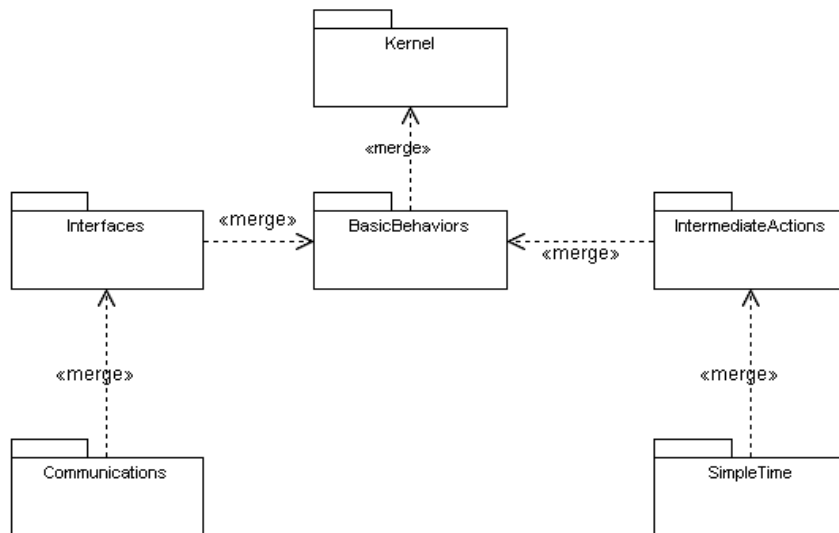 Kernel
«merge»
Interfaces
«merge»
BasicBehaviors
«merge»
IntermediateActions
«merge»
«merge»
Communications
SimpleTime